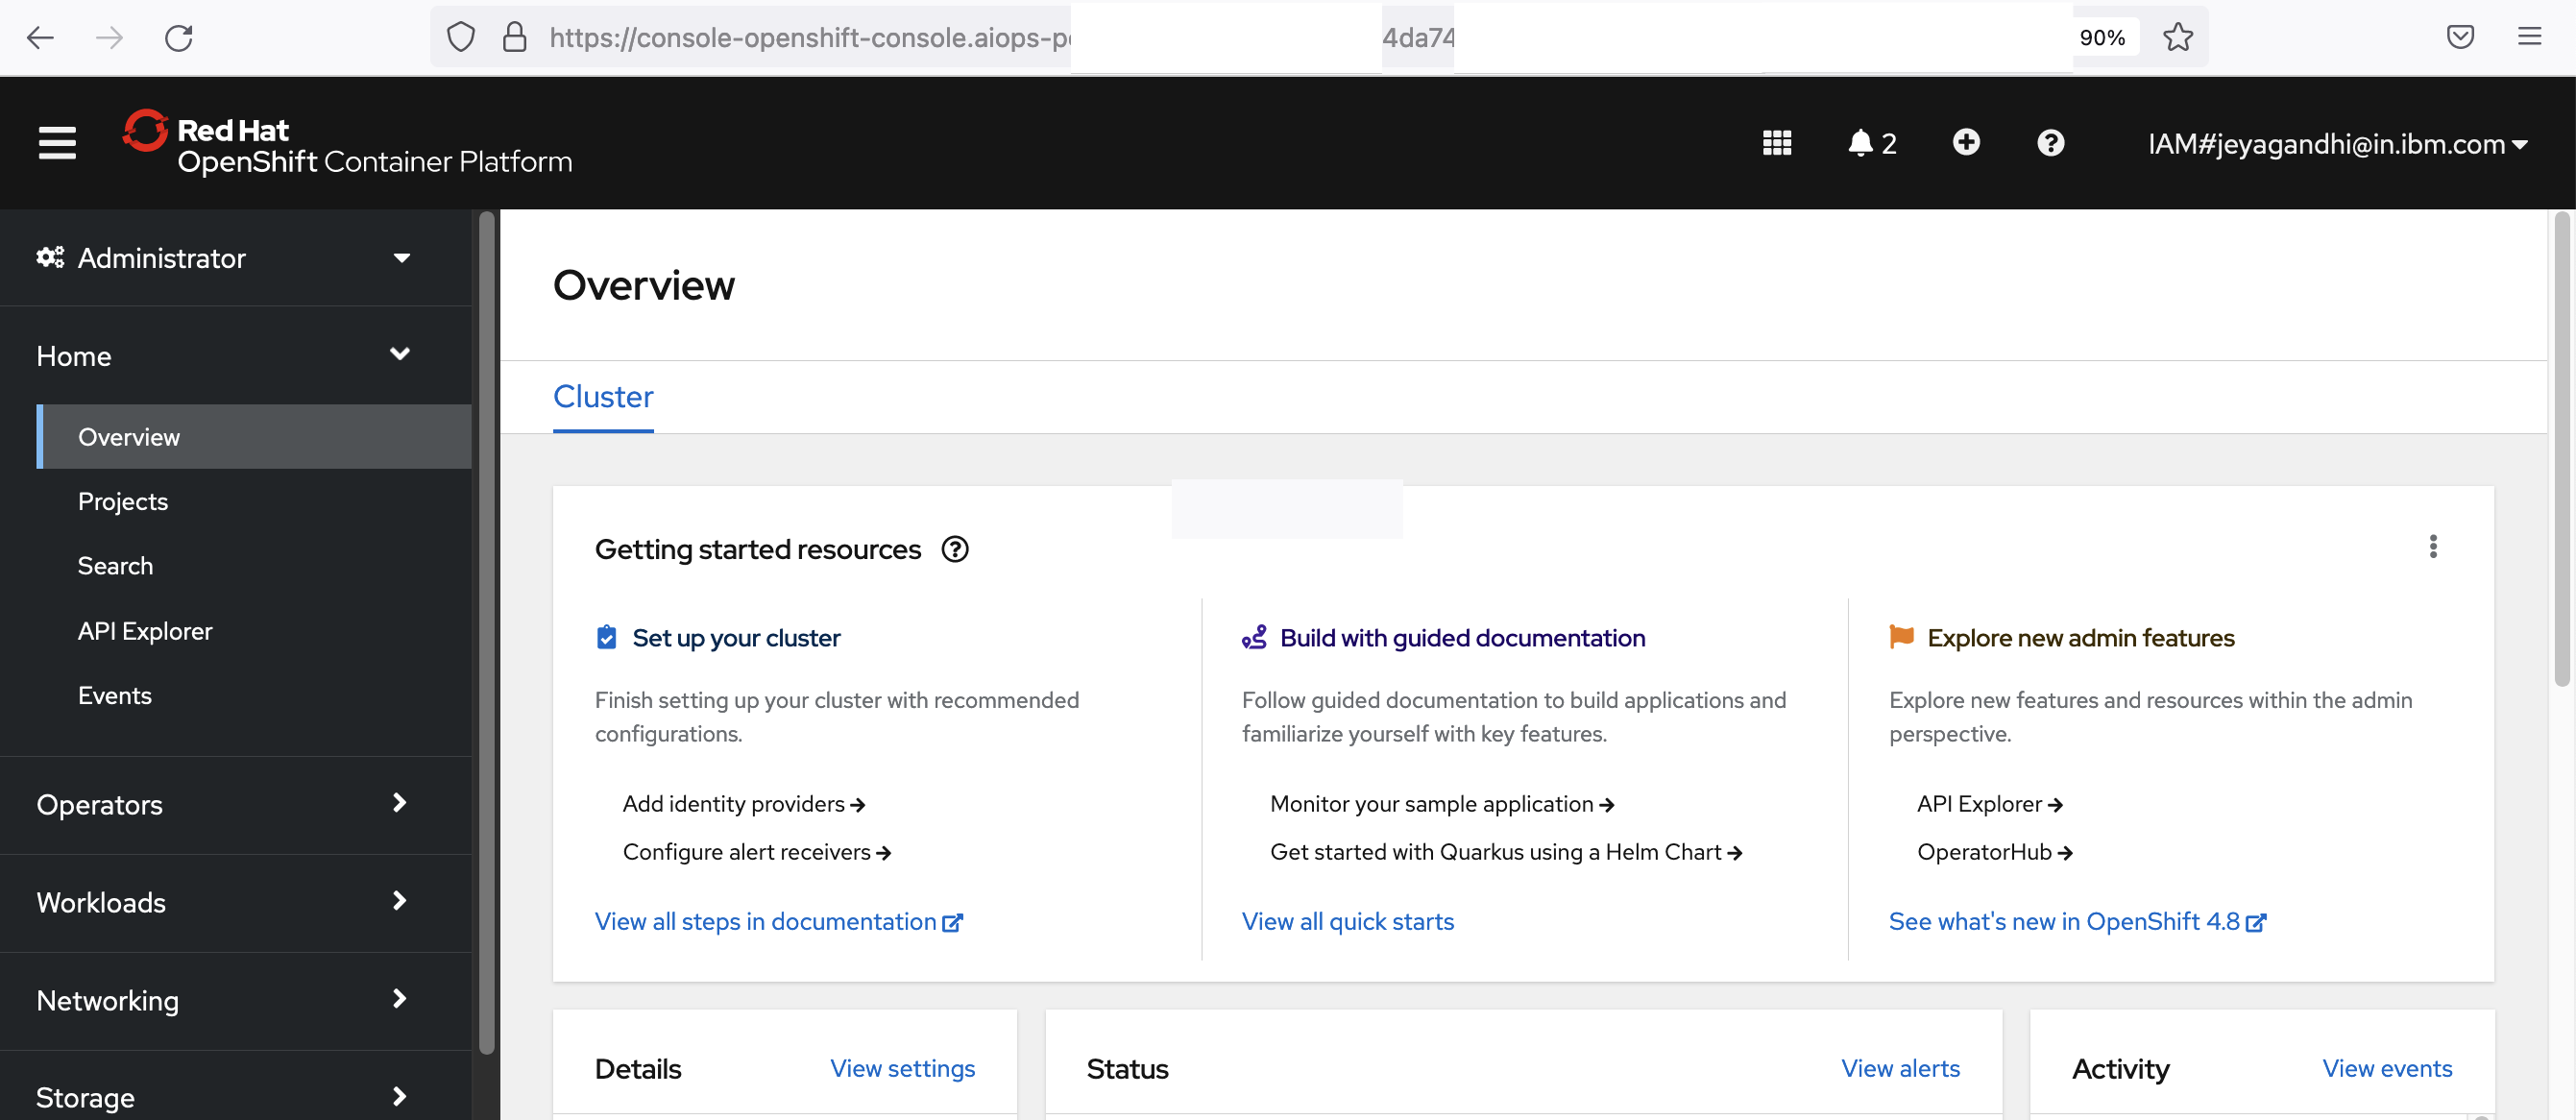 https://console-openshift-console.aiops-p
4da74
90%
Red Hat
OpenShift Container Platform
2
IAM#jeyagandhi@in.ibm.com
Administrator
Home
Overview
Projects
Search
API Explorer
Events
Operators
Workloads
Networking
Storage
Overview
Cluster
Getting started resources
Set up your cluster
Finish setting up your cluster with recommended
configurations.
Add identity providers
Configure alert receivers
View all steps in documentation
Build with guided documentation
Follow guided documentation to build applications and
familiarize yourself with key features.
Monitor your sample application
Get started with Quarkus using a Helm Chart
View all quick starts
Explore new admin features
Explore new features and resources within the admin
perspective.
API Explorer
OperatorHub
See what's new in OpenShift 4.8
Details
View settings
Status
View alerts
Activity
View events